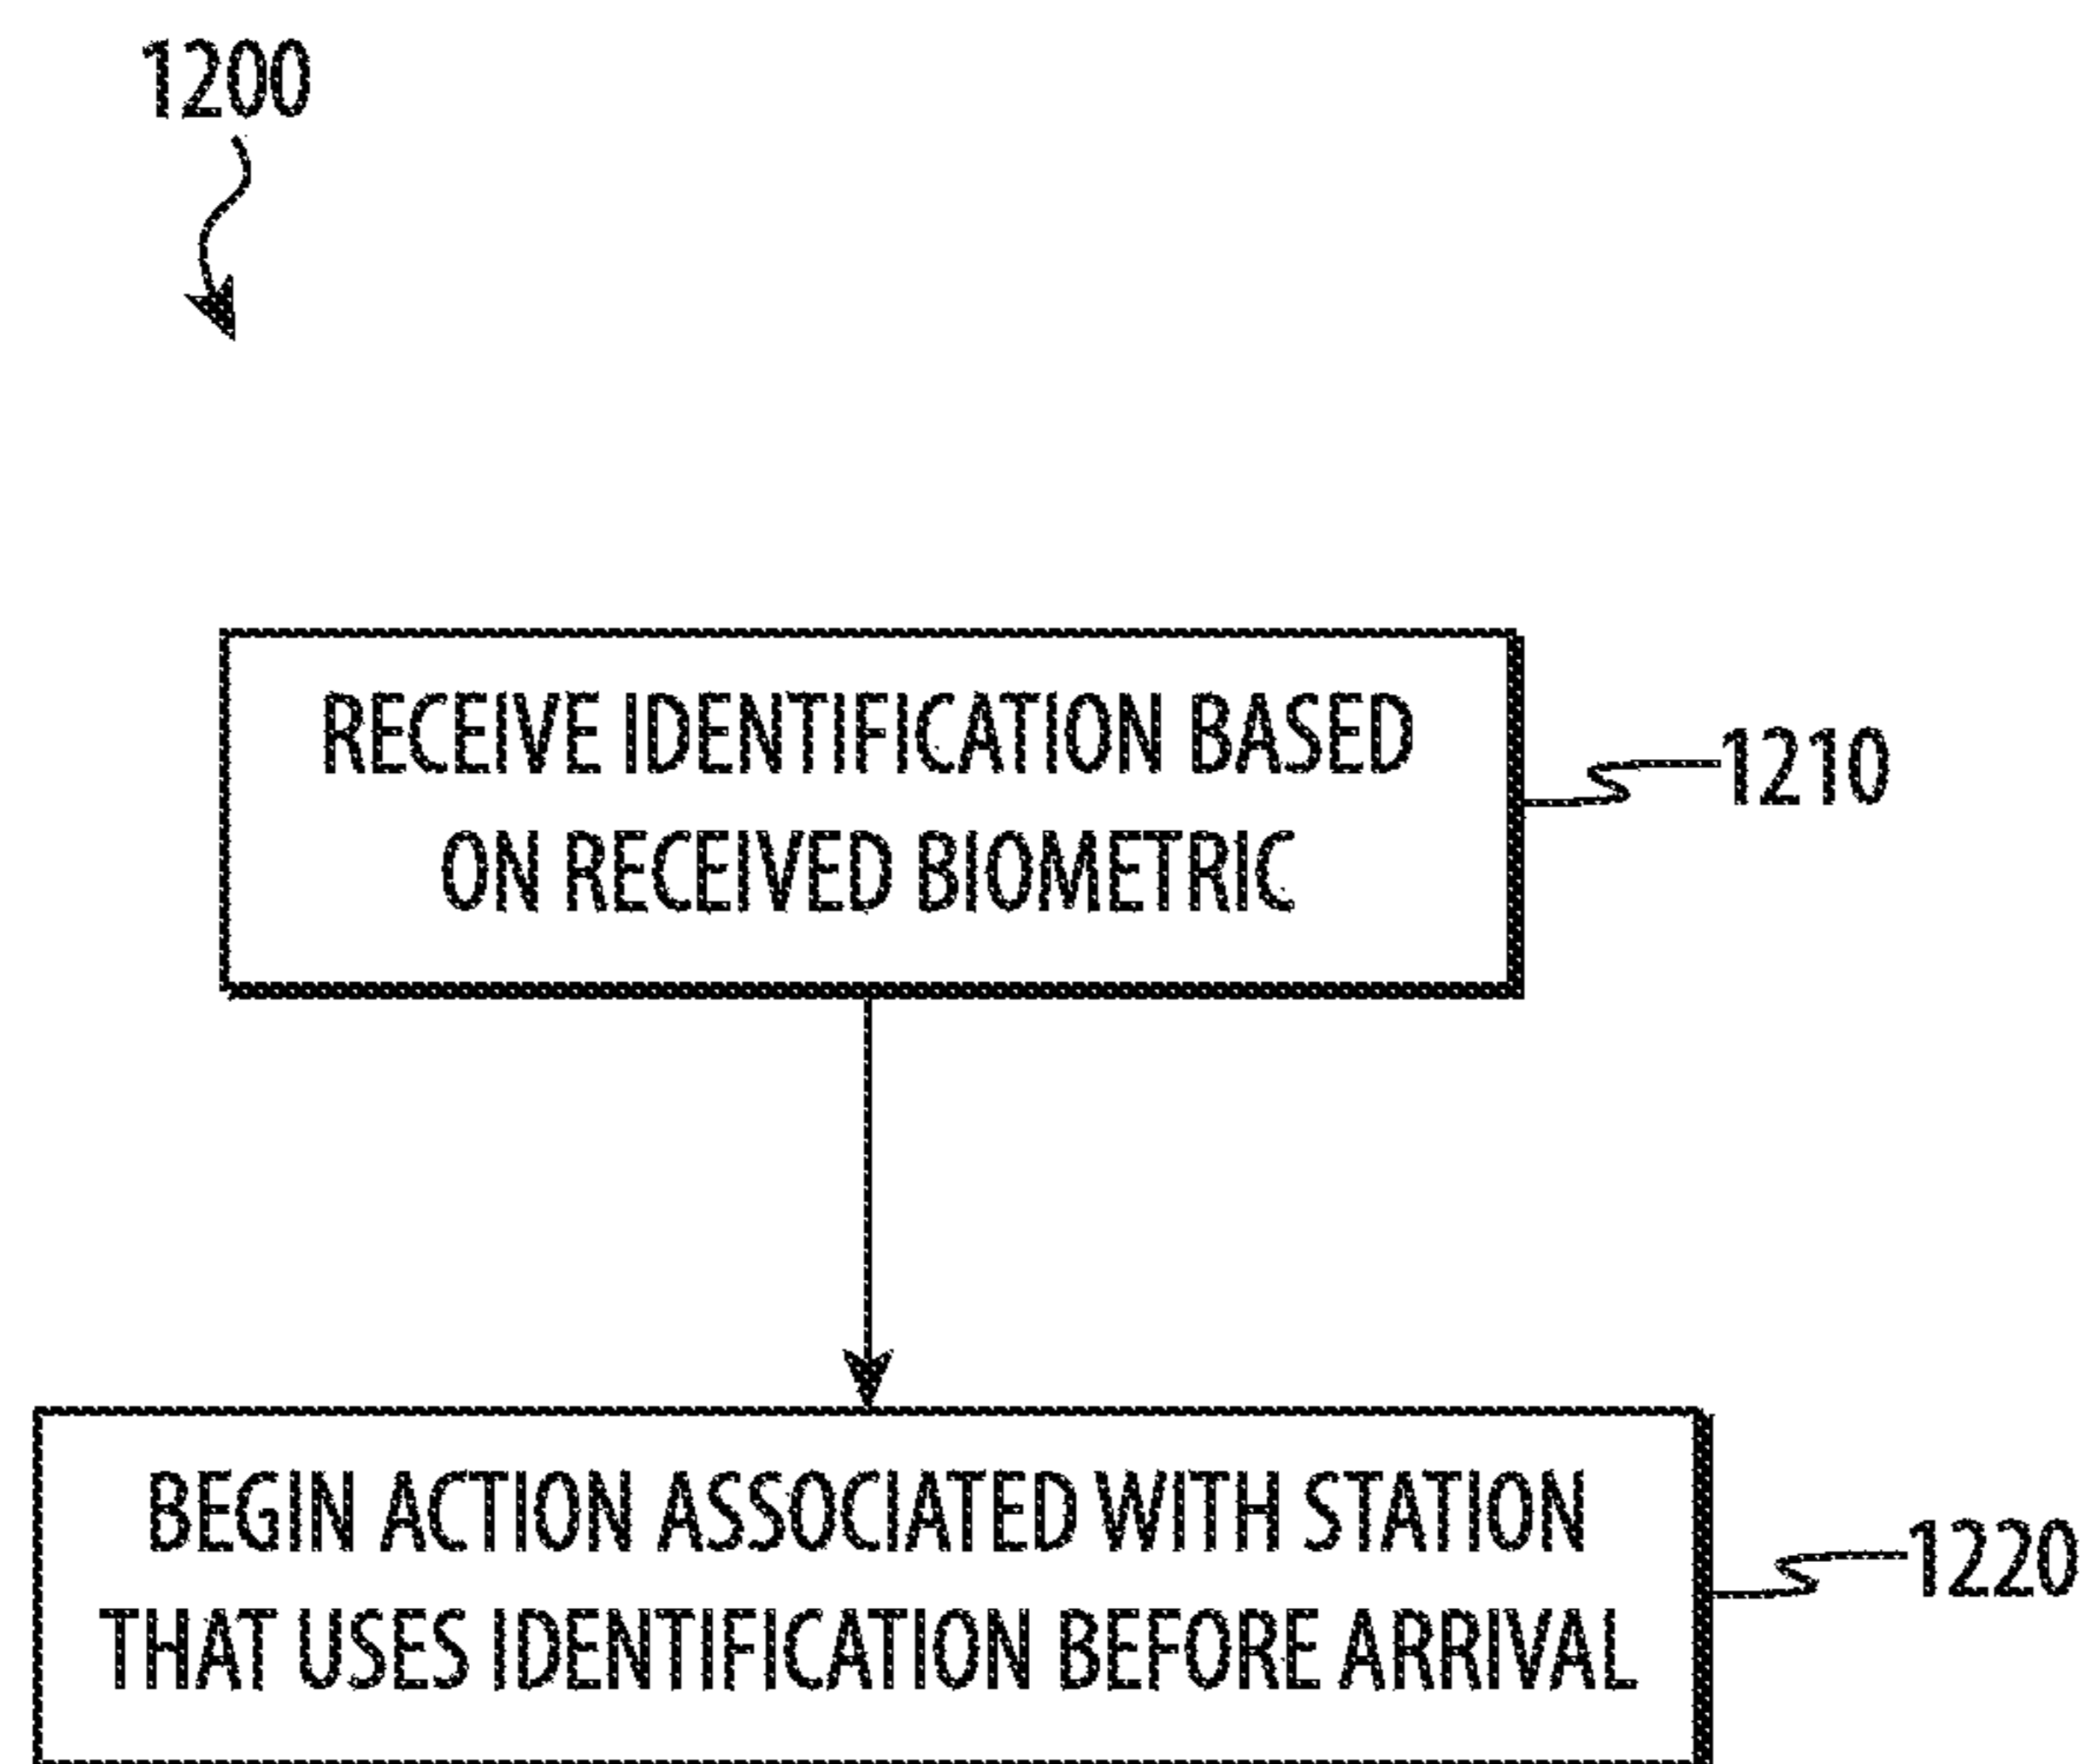 1200
RECEIVE IDENTIFICATION BASED
ON RECEIVED BIOMETRIC
1210
BEGIN ACTION ASSOCIATED WITH STATION
THAT USES IDENTIFICATION BEFORE ARRIVAL
1220